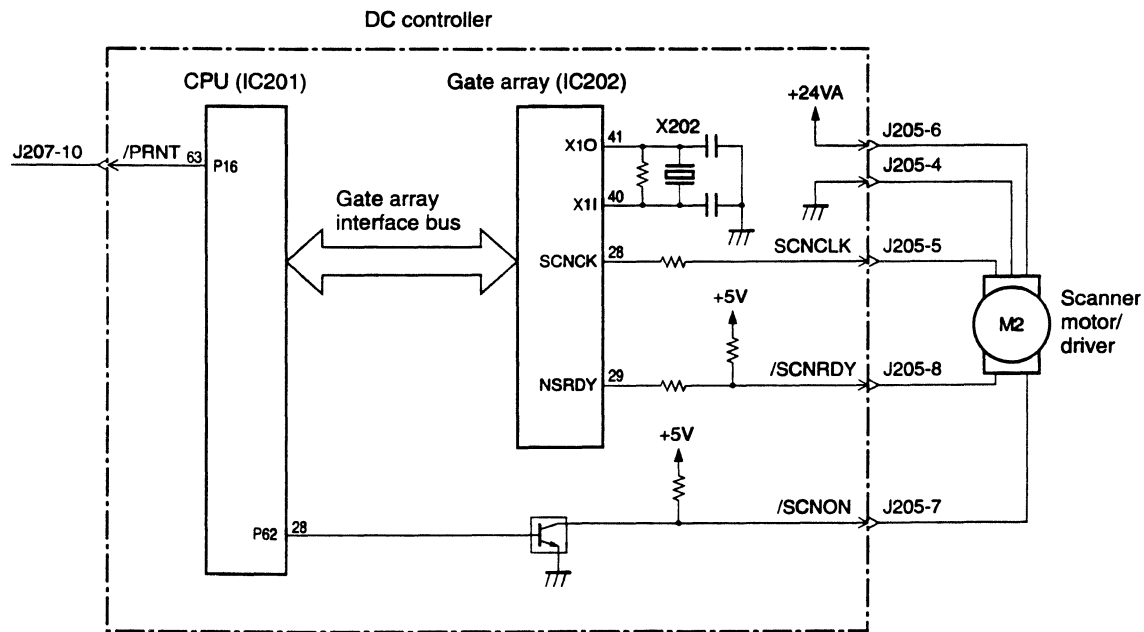 DC controller
CPU (IC201)
Gate array (IC202)
+24VA
J207-10
/PRNT
63
P16
X1O
41
X202
J205-6
J205-4
X1I
40
Gate array
interface bus
SCNCK
28
SCNCLK
J205-5
+5V
M2
Scanner
motor/
driver
NSRDY
29
/SCNRDY
J205-8
+5V
/SCNON
J205-7
P62
28